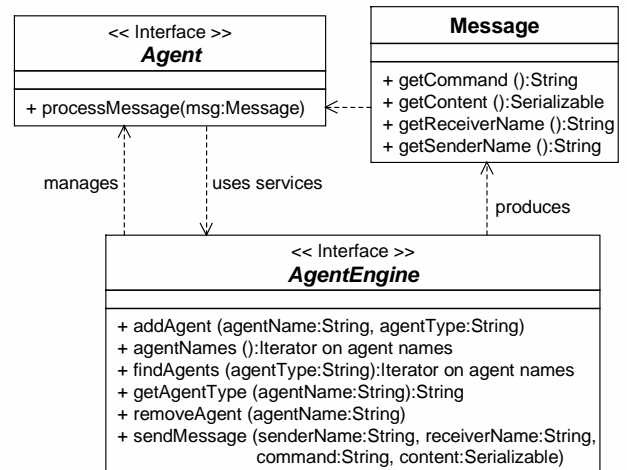 << Interface >>
Agent
+ processMessage(msg:Message)
Message
+ getCommand ():String
+ getContent ():Serializable
+ getReceiverName ():String
+ getSenderName ():String
manages
uses services
produces
<< Interface >>
AgentEngine
+ addAgent (agentName:String, agentType:String)
+ agentNames ():Iterator on agent names
+ findAgents (agentType:String):Iterator on agent names
+ getAgentType (agentName:String):String
+ removeAgent (agentName:String)
+ sendMessage (senderName:String, receiverName:String,
command:String, content:Serializable)